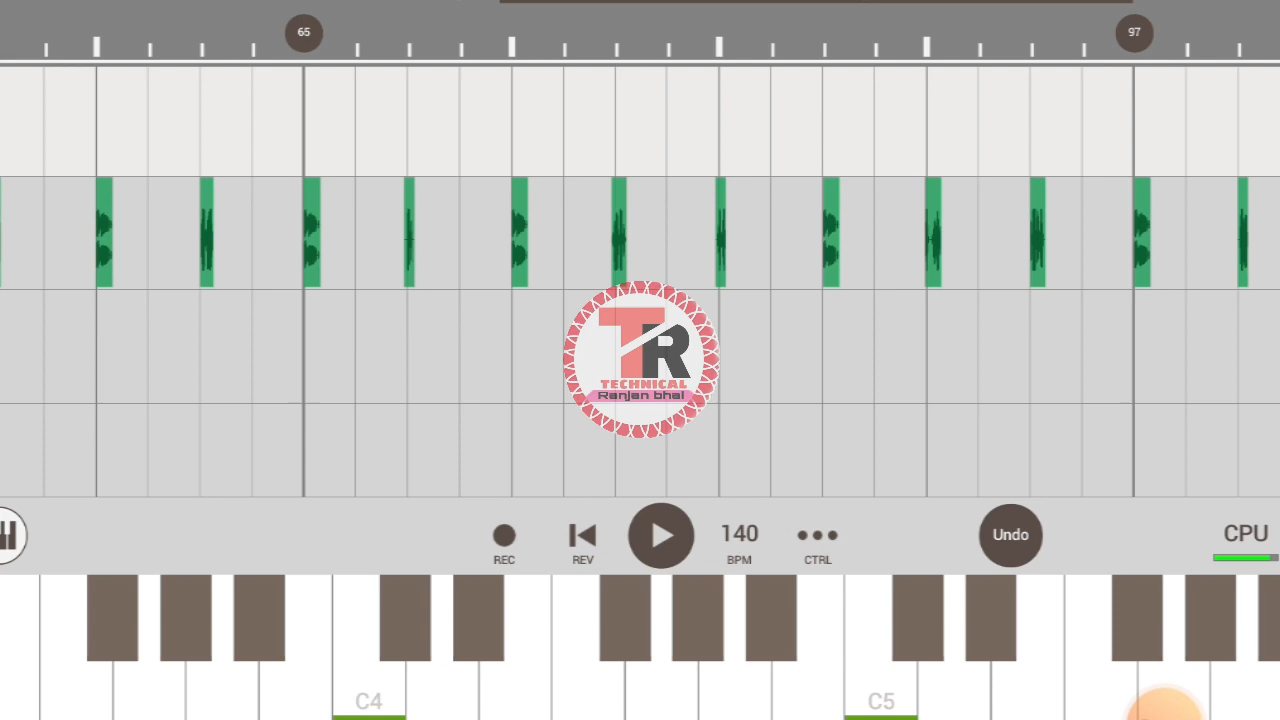 65
97
TR
TECHNICAL
Ranjan bhai
140
Undo
CPU
REC
REV
BPM
CTRL
C4
C5